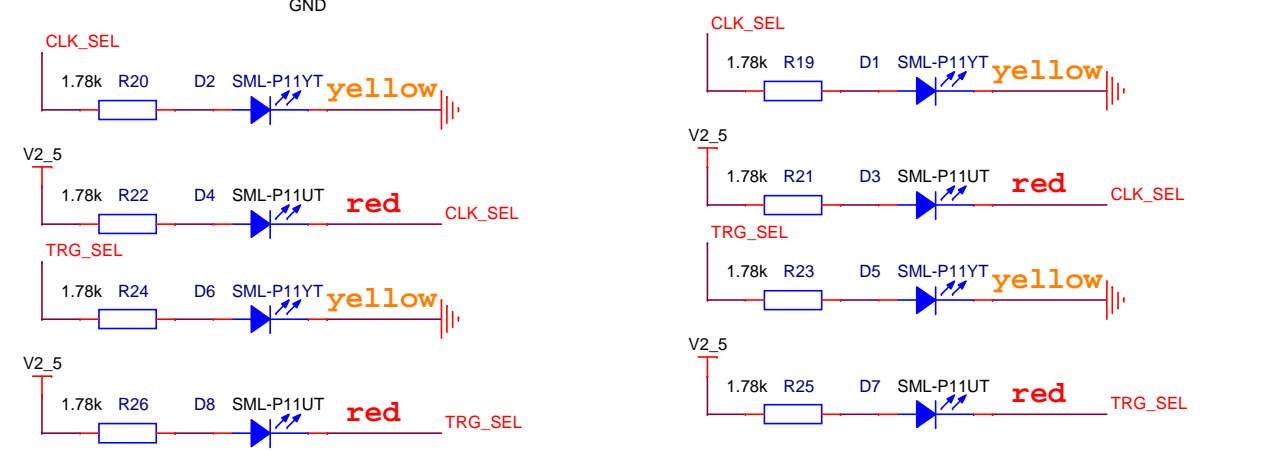 GND
CLK_SEL
1.78k R20 D2 SML-P11YT yellow
V2_5
1.78k R22 D4 SML-P11UT red CLK_SEL
TRG_SEL
1.78k R24 D6 SML-P11YT yellow
V2_5
1.78k R26 D8 SML-P11UT red TRG_SEL
CLK_SEL
1.78k R19 D1 SML-P11YT yellow
V2_5
1.78k R21 D3 SML-P11UT red CLK_SEL
TRG_SEL
1.78k R23 D5 SML-P11YT yellow
V2_5
1.78k R25 D7 SML-P11UT red TRG_SEL